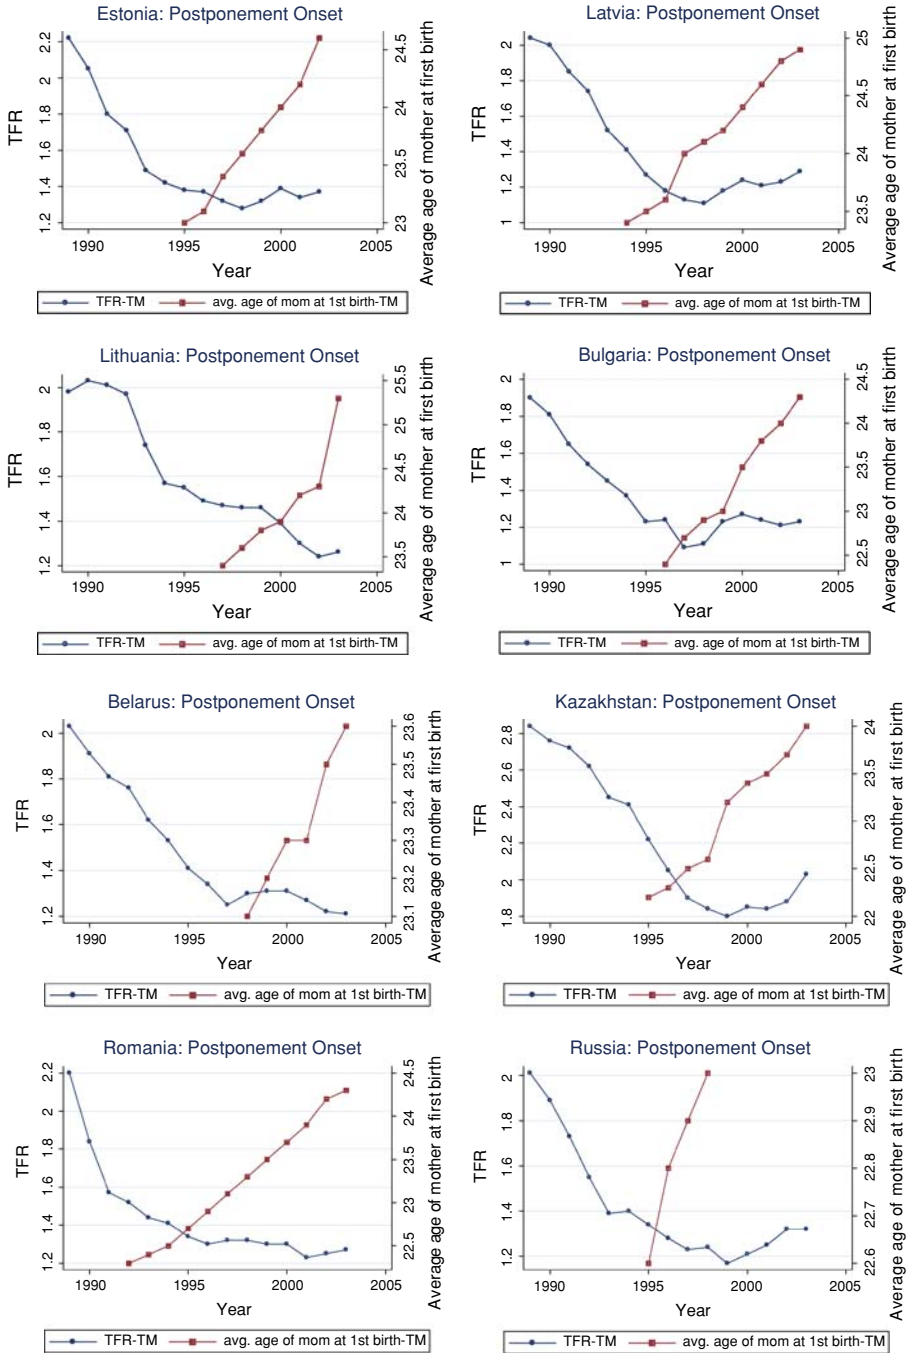 Estonia: Postponement Onset
TFR
2.2
2
1.8
1.6
1.4
1.2
24.5
24
23.5
23
Average age of mother at first birth
1990 1995 2000 2005
Year
TFR-TM avg. age of mom at 1st birth-TM
Latvia: Postponement Onset
TFR
2
1.8
1.6
1.4
1.2
1
25
24.5
24
23.5
Average age of mother at first birth
1990 1995 2000 2005
Year
TFR-TM avg. age of mom at 1st birth-TM
Lithuania: Postponement Onset
TFR
2
1.8
1.6
1.4
1.2
25.5
25
24.5
24
23.5
Average age of mother at first birth
1990 1995 2000 2005
Year
TFR-TM avg. age of mom at 1st birth-TM
Bulgaria: Postponement Onset
TFR
2
1.8
1.6
1.4
1.2
1
24.5
24
23.5
23
22.5
Average age of mother at first birth
1990 1995 2000 2005
Year
TFR-TM avg. age of mom at 1st birth-TM
Belarus: Postponement Onset
TFR
2
1.8
1.6
1.4
1.2
23.6
23.5
23.4
23.3
23.2
23.1
Average age of mother at first birth
1990 1995 2000 2005
Year
TFR-TM avg. age of mom at 1st birth-TM
Kazakhstan: Postponement Onset
TFR
2.8
2.6
2.4
2.2
2
1.8
24
23.5
23
22.5
22
Average age of mother at first birth
1990 1995 2000 2005
Year
TFR-TM avg. age of mom at 1st birth-TM
Romania: Postponement Onset
TFR
2.2
2
1.8
1.6
1.4
1.2
24.5
24
23.5
23
22.5
Average age of mother at first birth
1990 1995 2000 2005
Year
TFR-TM avg. age of mom at 1st birth-TM
Russia: Postponement Onset
TFR
2
1.8
1.6
1.4
1.2
23
22.9
22.8
22.7
22.6
Average age of mother at first birth
1990 1995 2000 2005
Year
TFR-TM avg. age of mom at 1st birth-TM